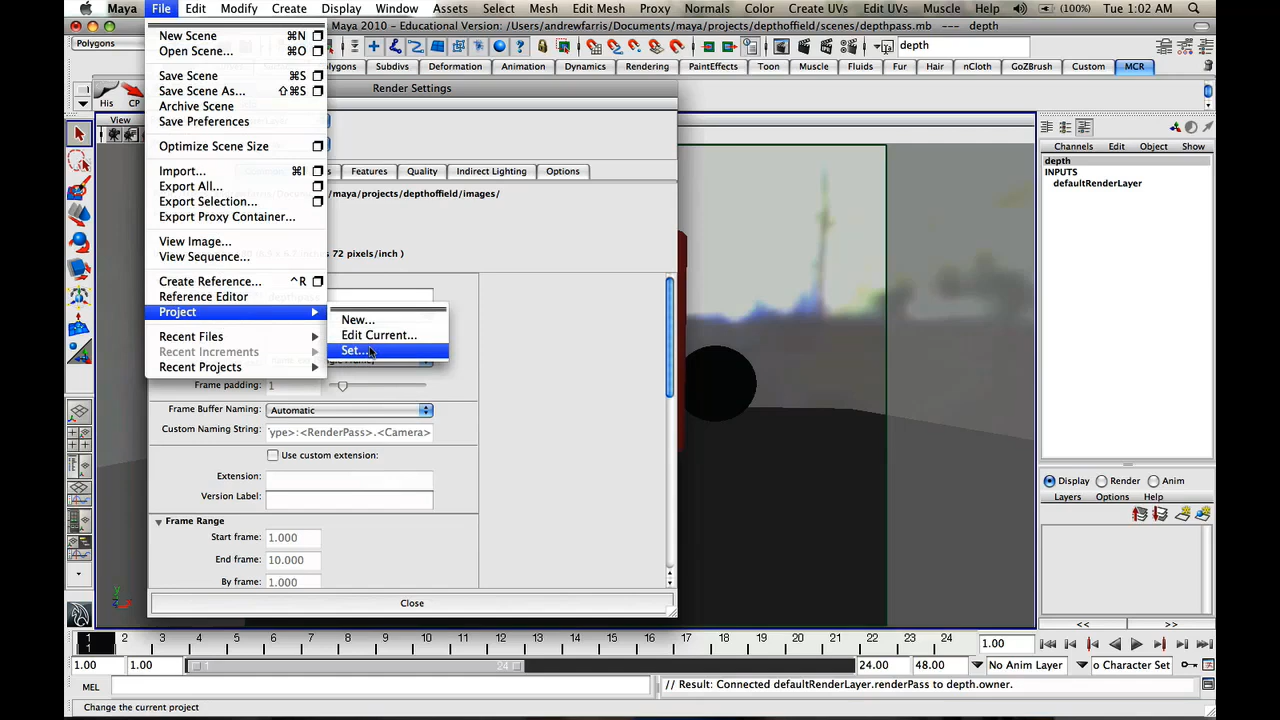 Maya File Edit Modify Create Display Window Assets Select Mesh Edit Mesh Proxy Normals Color Create UVs Edit UVs Muscle (100%) Tue 1:02 AM
Maya 2010 - Educational Version: /Users/andrewfarris/Documents/maya/projects/depthoffield/scenes/depthpass.mb --- depth
Polygons
depth
Polygons Subdivs Deformation Animation Dynamics Rendering PaintEffects Toon Muscle Fluids Fur Hair nCloth GoZBrush Custom MCR
His CP
View
New Scene ⌘N
Open Scene... ⌘O
Save Scene ⌘S
Save Scene As... ⇧⌘S
Archive Scene
Save Preferences
Optimize Scene Size
Import... ⌘I
Export All...
Export Selection...
Export Proxy Container...
View Image...
View Sequence...
Create Reference... ^R
Reference Editor
Project
Recent Files
Recent Increments
Recent Projects
New...
Edit Current...
Set...
Render Settings
Features Quality Indirect Lighting Options
/maya/projects/depthoffield/images/
72 pixels/inch )
Frame padding: 1
Frame Buffer Naming: Automatic
Custom Naming String: ype>:<RenderPass>.<Camera>
Use custom extension:
Extension:
Version Label:
Frame Range
Start frame: 1.000
End frame: 10.000
By frame: 1.000
Close
Channels Edit Object Show
depth
INPUTS
defaultRenderLayer
Display Render Anim
Layers Options Help
<< >>
1 2 3 4 5 6 7 8 9 10 11 12 13 14 15 16 17 18 19 20 21 22 23 24
1
1.00
1.00 1.00 1 24 24.00 48.00 No Anim Layer o Character Set
MEL // Result: Connected defaultRenderLayer.renderPass to depth.owner.
Change the current project